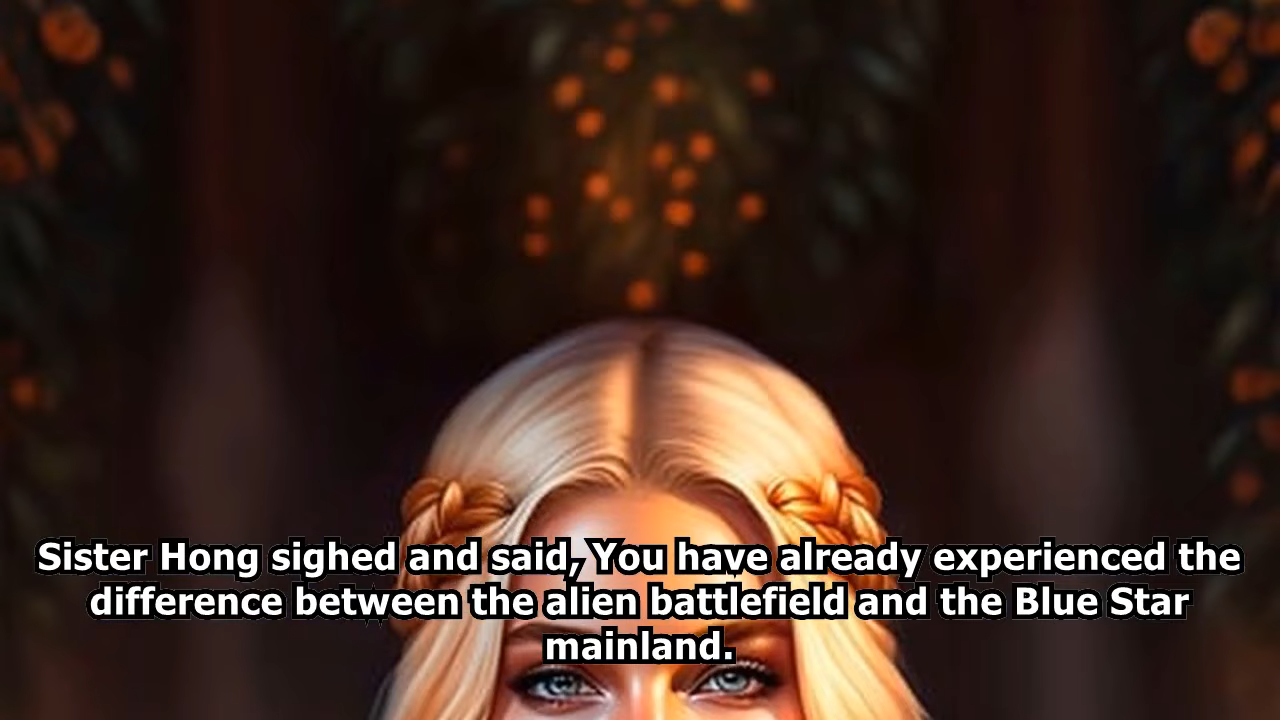 Sister Hong sighed and said, You have already experienced the
difference between the alien battlefield and the Blue Star
mainland.